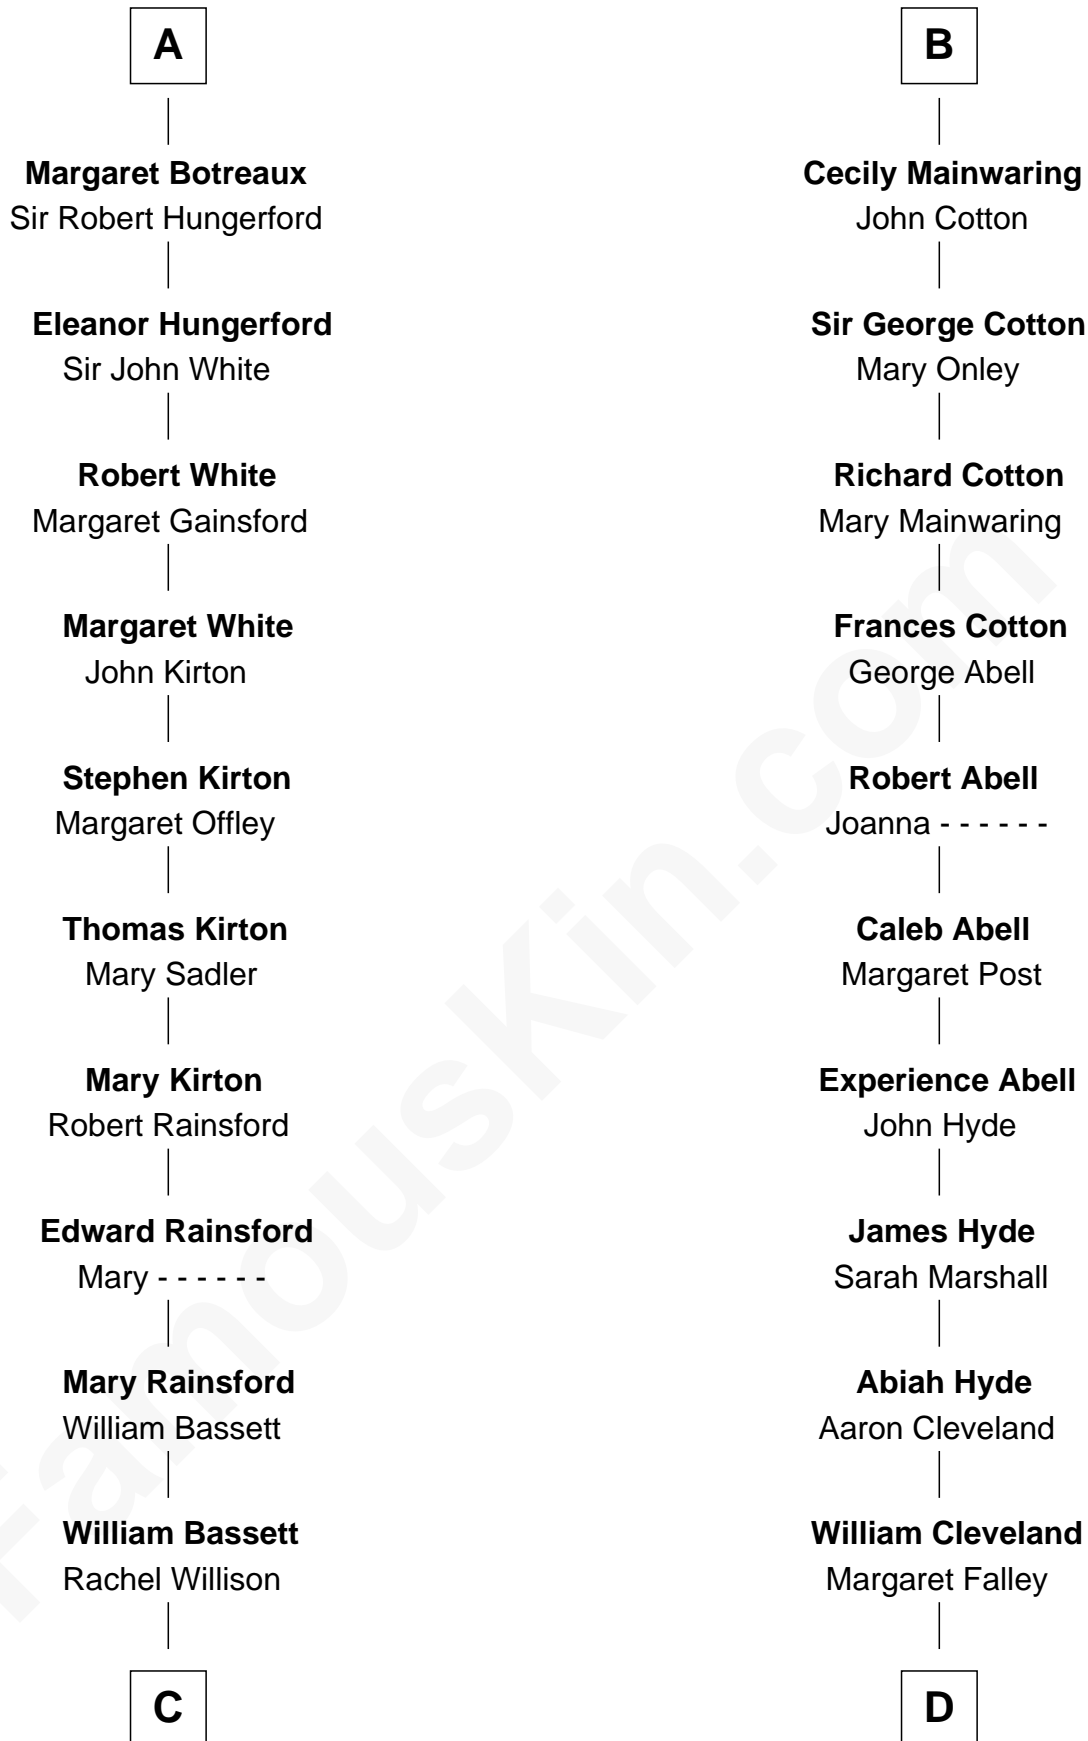 A
Margaret Botreaux
Sir Robert Hungerford
Eleanor Hungerford
Sir John White
Robert White
Margaret Gainsford
Margaret White
John Kirton
Stephen Kirton
Margaret Offley
Thomas Kirton
Mary Sadler
Mary Kirton
Robert Rainsford
Edward Rainsford
Mary - - - - - -
Mary Rainsford
William Bassett
William Bassett
Rachel Willison
C
B
Cecily Mainwaring
John Cotton
Sir George Cotton
Mary Onley
Richard Cotton
Mary Mainwaring
Frances Cotton
George Abell
Robert Abell
Joanna - - - - - -
Caleb Abell
Margaret Post
Experience Abell
John Hyde
James Hyde
Sarah Marshall
Abiah Hyde
Aaron Cleveland
William Cleveland
Margaret Falley
D
FamousKin.com